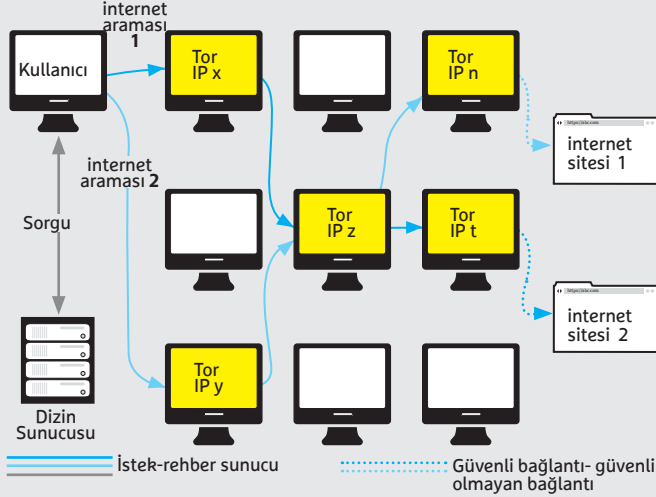 internet
araması
1
Kullanıcı
Tor
IP x
Tor
IP n
internet
sitesi 1
internet
araması 2
Sorgu
Tor
IP z
Tor
IP t
internet
sitesi 2
Tor
IP y
Dizin
Sunucusu
İstek-rehber sunucu
Güvenli bağlantı- güvenli
olmayan bağlantı